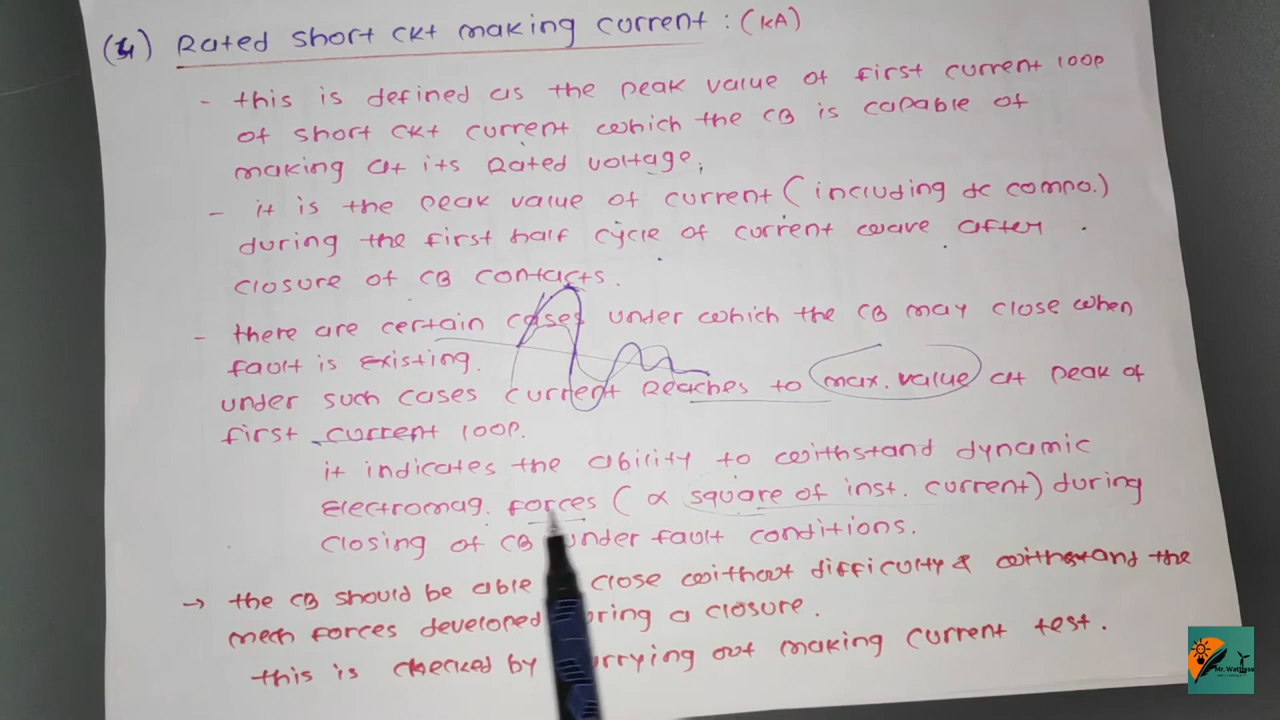 (4) Rated short ckt making current : (KA)
- this is defined as the peak value of first current loop
of short ckt current which the CB is capable of
making at its Rated voltage;
- it is the peak value of current (including dc compo.)
during the first half cycle of current wave after
closure of CB contacts.
- there are certain cases under which the CB may close when
fault is existing.
under such cases current Reaches to max. value at peak of
first current loop.
it indicates the ability to withstand dynamic
Electromag. forces ( ∝ square of inst. current) during
closing of CB under fault conditions.
→ the CB should be able close without difficulty & withstand the
mech forces developed during a closure.
this is checked by carrying out making current test.
Mr. Wattless